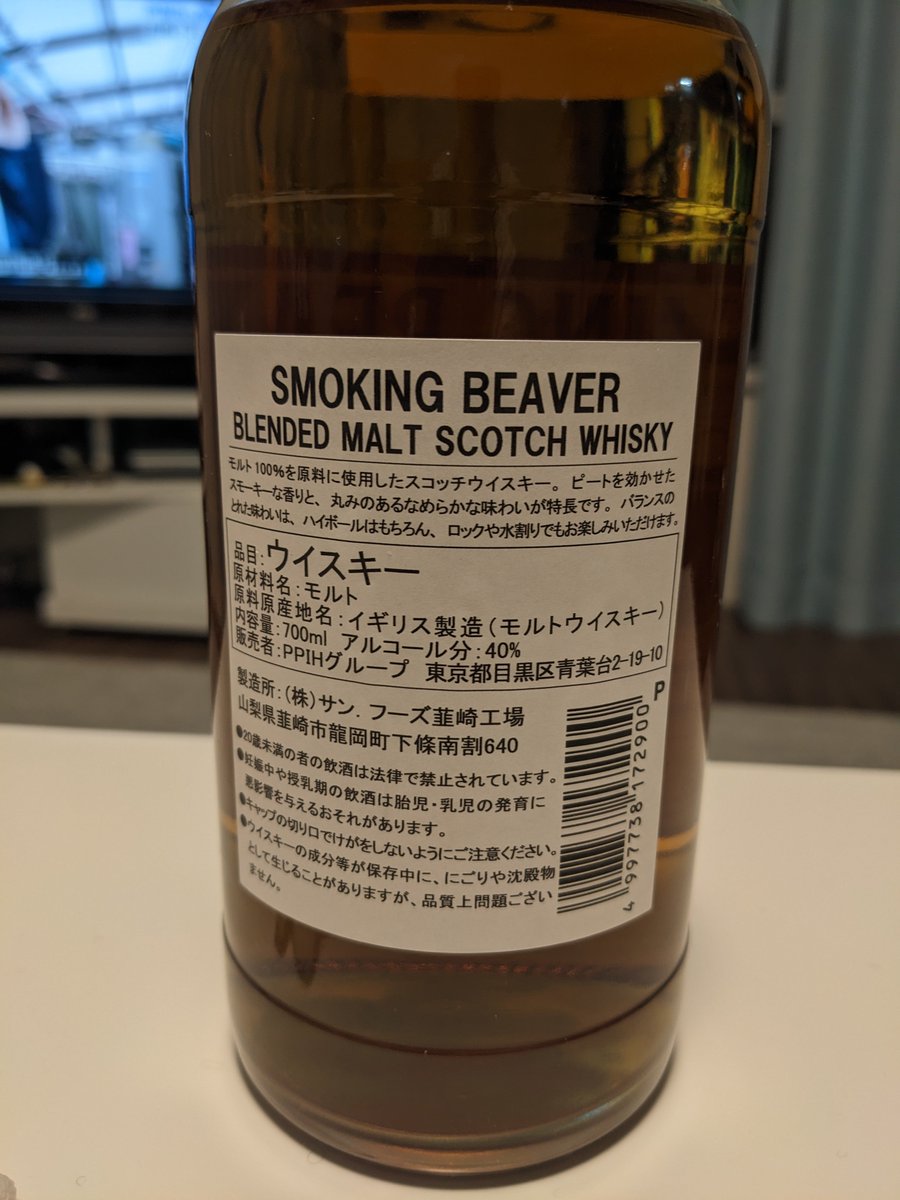 SMOKING BEAVER
BLENDED MALT SCOTCH WHISKY
モルト100%を原料に使用したスコッチウイスキー。ピートを効かせた
スモーキーな香りと、丸みのあるなめらかな味わいが特長です。バランスの
とれた味わいは、ハイボールはもちろん、ロックや水割りでもお楽しみいただけます。
品目:ウイスキー
原材料名:モルト
原料原産地名:イギリス製造(モルトウイスキー)
内容量:700ml アルコール分:40%
販売者:PPIHグループ 東京都目黒区青葉台2-19-10
製造所:(株)サン.フーズ韮崎工場
山梨県韮崎市龍岡町下條南割640
●20歳未満の者の飲酒は法律で禁止されています。
●妊娠中や授乳期の飲酒は胎児・乳児の発育に
悪影響を与えるおそれがあります。
●キャップの切り口でけがをしないようにご注意ください。
●ウイスキーの成分等が保存中に、にごりや沈殿物
として生じることがありますが、品質上問題ござい
ません。
P
4 997738 172900